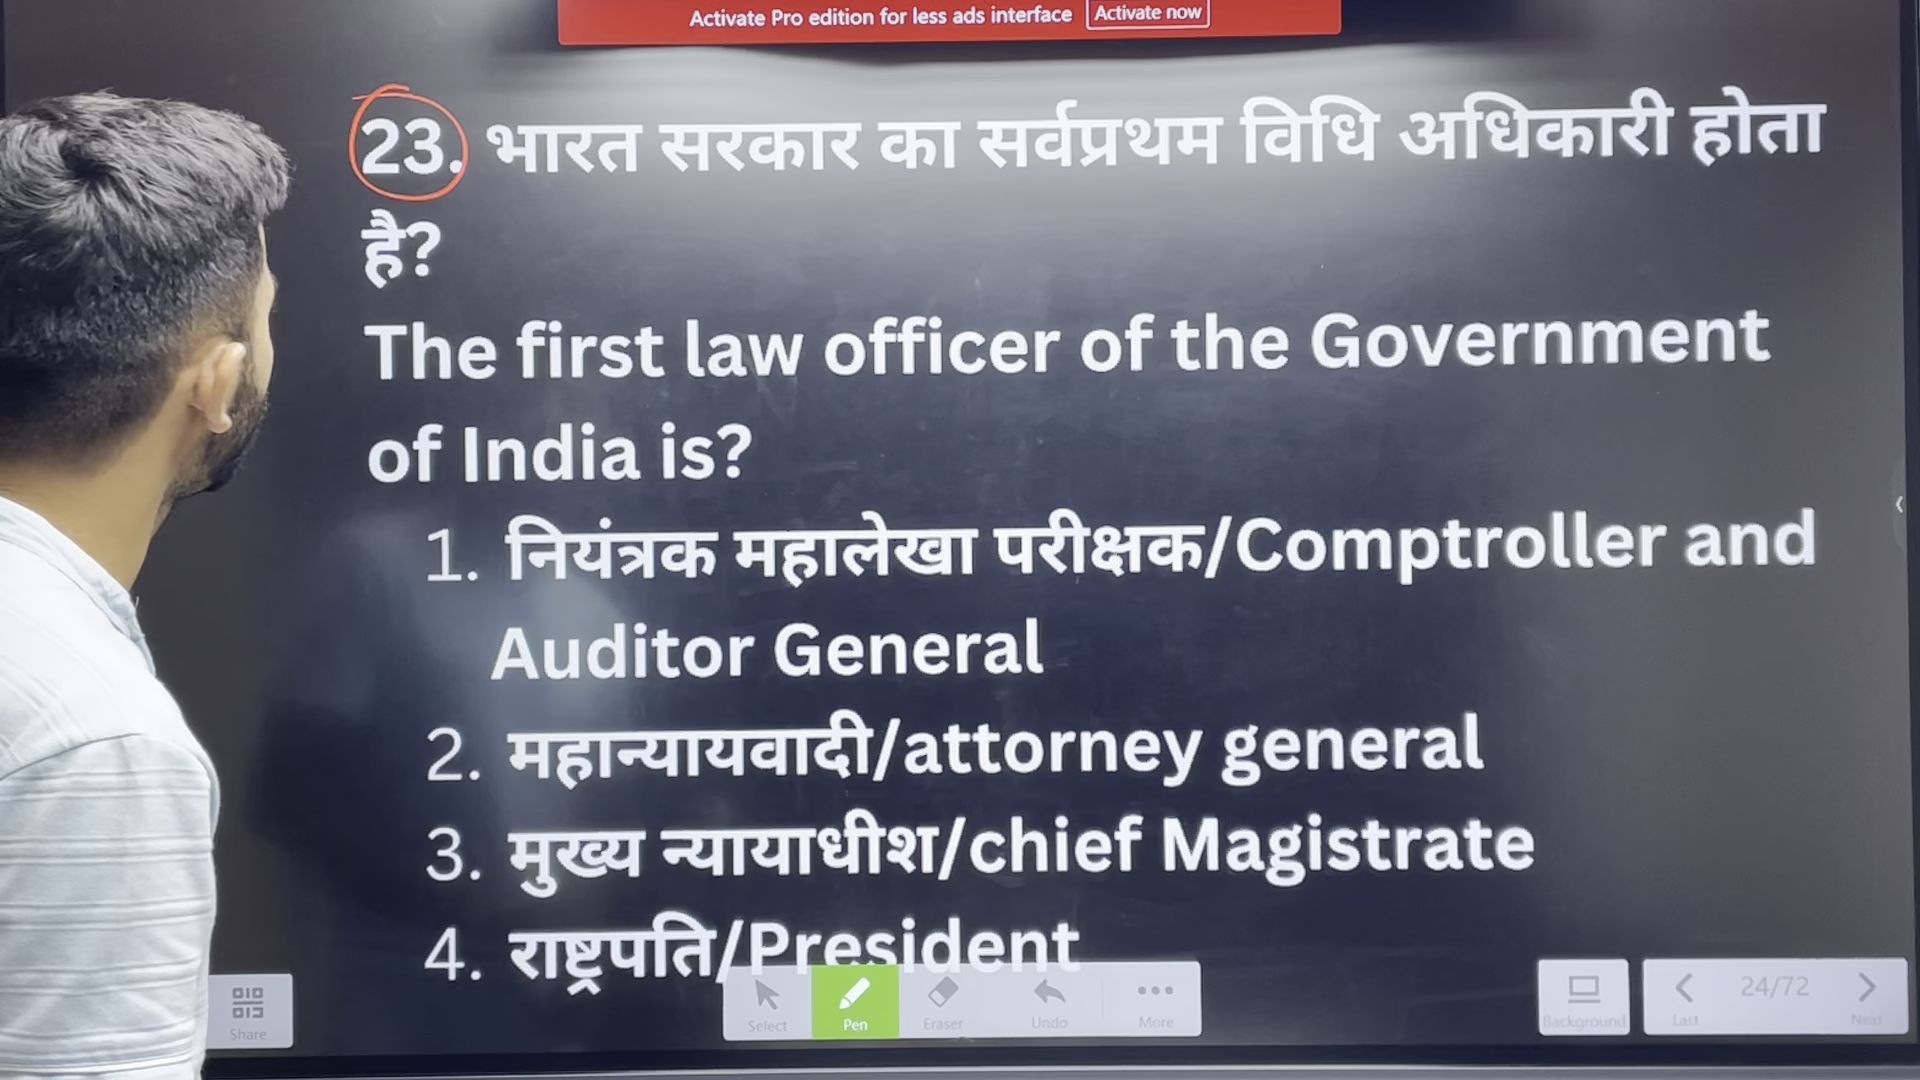 Activate Pro edition for less ads interface Activate now
23. भारत सरकार का सर्वप्रथम विधि अधिकारी होता
है?
The first law officer of the Government
of India is?
1. नियंत्रक महालेखा परीक्षक/Comptroller and
Auditor General
2. महान्यायवादी/attorney general
3. मुख्य न्यायाधीश/chief Magistrate
4. राष्ट्रपति/President
Share
Select Pen Eraser Undo More
Background
24/72
Last Next